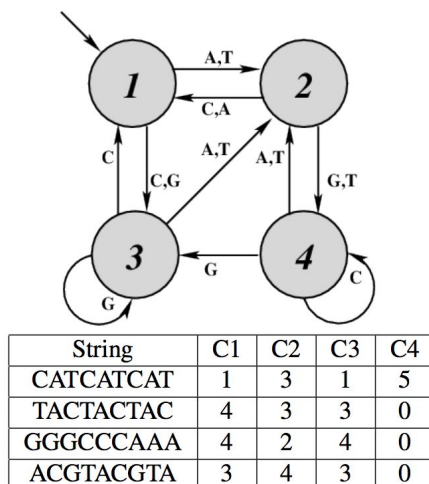 1
A,T
2
C,A
C
C,G
A,T
A,T
G,T
3
G
4
G
C
String C1 C2 C3 C4
CATCATCAT 1 3 1 5
TACTACTAC 4 3 3 0
GGGCCCAAA 4 2 4 0
ACGTACGTA 3 4 3 0